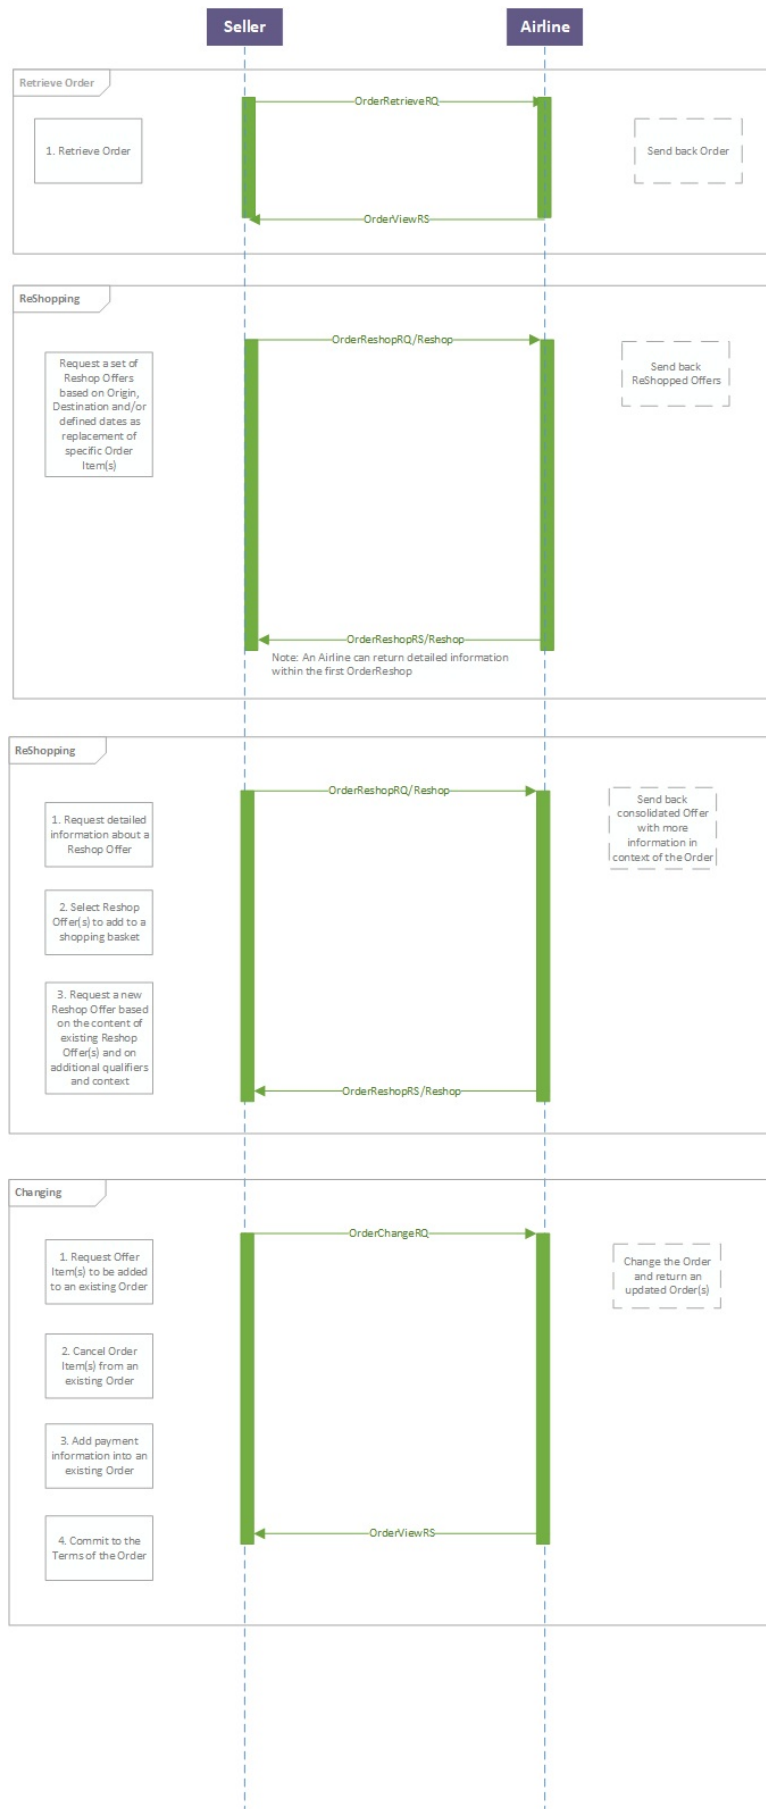 Seller
Airline
Retrieve Order
OrderRetrieveRQ
1. Retrieve Order
Send back Order
OrderViewRS
ReShopping
OrderReshopRQ/Reshop
Request a set of
Reshop Offers
based on Origin,
Destination and/or
defined dates as
replacement of
specific Order
Item(s)
Send back
ReShopped Offers
OrderReshopRS/Reshop
Note: An Airline can return detailed information
within the first OrderReshop
ReShopping
OrderReshopRQ/Reshop
1. Request detailed
information about a
Reshop Offer
Send back
consolidated Offer
with more
information in
context of the Order
2. Select Reshop
Offer(s) to add to a
shopping basket
3. Request a new
Reshop Offer based
on the content of
existing Reshop
Offer(s) and on
additional qualifiers
and context
OrderReshopRS/Reshop
Changing
OrderChangeRQ
1. Request Offer
Item(s) to be added
to an existing Order
Change the Order
and return an
updated Order(s)
2. Cancel Order
Item(s) from an
existing Order
3. Add payment
information into an
existing Order
OrderViewRS
4. Commit to the
Terms of the Order